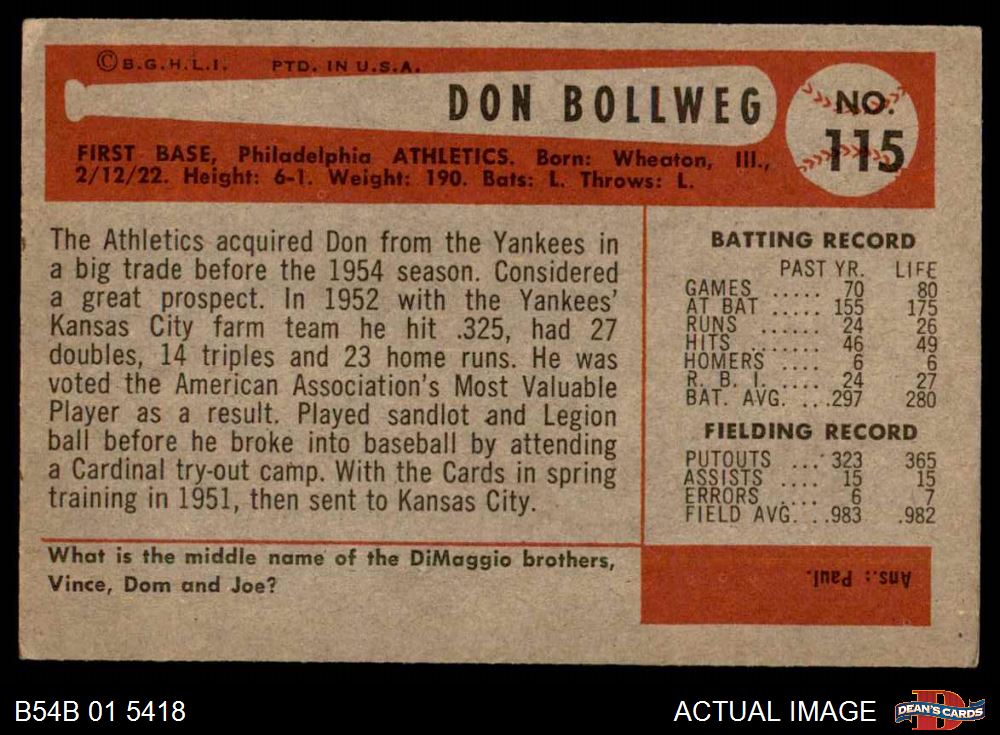 ©B.G.H.L.I. PTD. IN U.S.A.
DON BOLLWEG
NO. 115
FIRST BASE, Philadelphia ATHLETICS. Born: Wheaton, Ill.,
2/12/22. Height: 6-1. Weight: 190. Bats: L. Throws: L.
The Athletics acquired Don from the Yankees in
a big trade before the 1954 season. Considered
a great prospect. In 1952 with the Yankees'
Kansas City farm team he hit .325, had 27
doubles, 14 triples and 23 home runs. He was
voted the American Association's Most Valuable
Player as a result. Played sandlot and Legion
ball before he broke into baseball by attending
a Cardinal try-out camp. With the Cards in spring
training in 1951, then sent to Kansas City.
BATTING RECORD
PAST YR. LIFE
GAMES ..... 70 80
AT BAT ..... 155 175
RUNS ...... 24 26
HITS ....... 46 49
HOMERS .... 6 6
R. B. I. .... 24 27
BAT. AVG. ...297 280
FIELDING RECORD
PUTOUTS ... 323 365
ASSISTS .... 15 15
ERRORS .... 6 7
FIELD AVG. ..983 .982
What is the middle name of the DiMaggio brothers,
Vince, Dom and Joe?
Ans.: Paul.
B54B 01 5418
ACTUAL IMAGE
DEAN'S CARDS